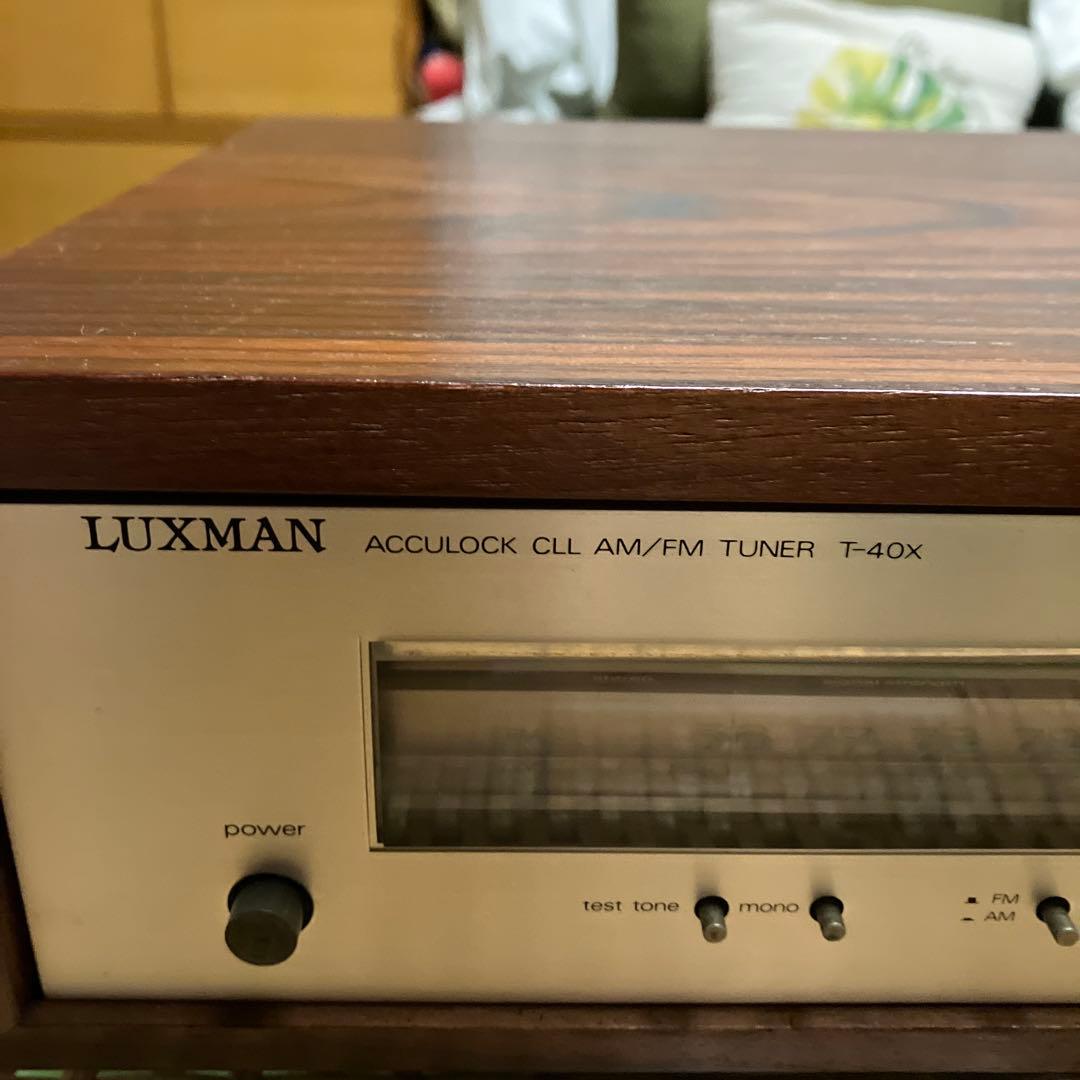 LUXMAN ACCULOCK CLL AM/FM TUNER T-40X
power
test tone mono FM
AM